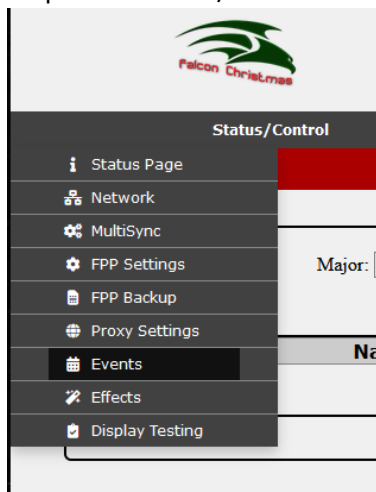 Falcon Christmas
Status/Control
Status Page
Network
MultiSync
FPP Settings
Major:
FPP Backup
Proxy Settings
Na
Events
Effects
Display Testing